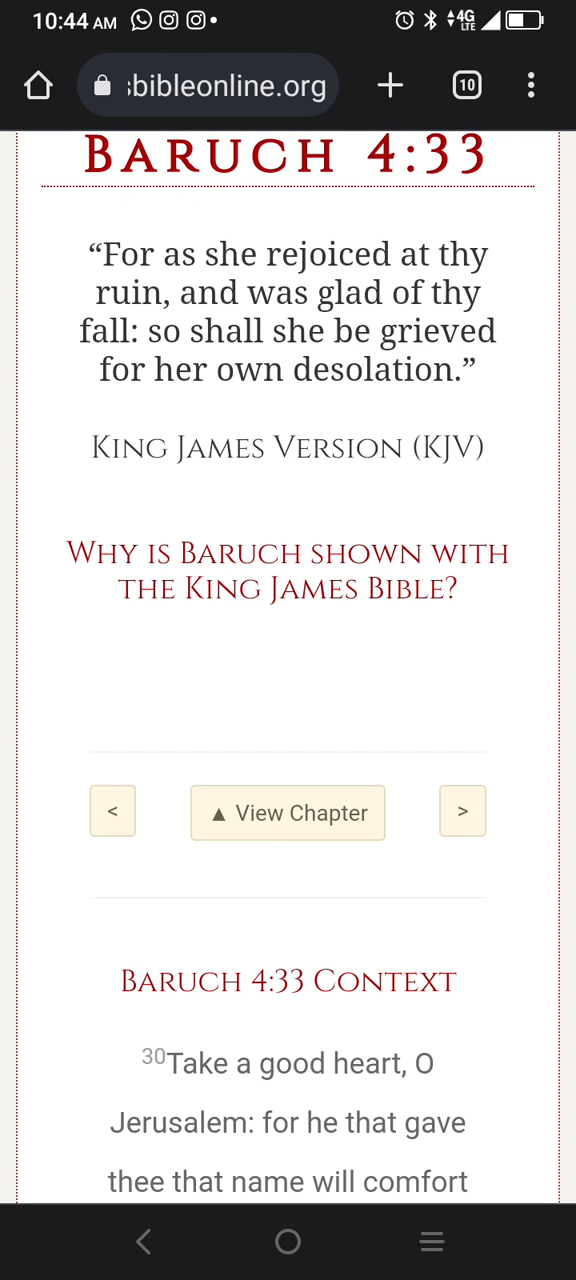 10:44 AM
4G
LTE
:bibleonline.org
10
BARUCH 4:33
“For as she rejoiced at thy
ruin, and was glad of thy
fall: so shall she be grieved
for her own desolation.”
KING JAMES VERSION (KJV)
WHY IS BARUCH SHOWN WITH
THE KING JAMES BIBLE?
<
▲ View Chapter
>
BARUCH 4:33 CONTEXT
30Take a good heart, O
Jerusalem: for he that gave
thee that name will comfort